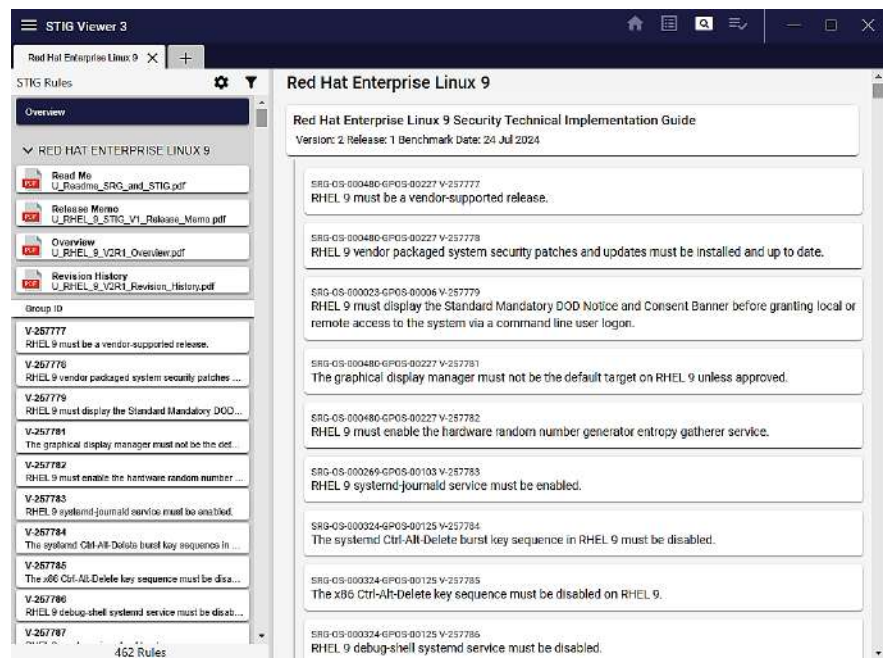 STIG Viewer 3
Red Hat Enterprise Linux 9
STIG Rules
Overview
RED HAT ENTERPRISE LINUX 9
Read Me
U_Readme_SRG_and_STIG.pdf
Release Memo
U_RHEL_9_STIG_V1_Release_Memo.pdf
Overview
U_RHEL_9_V2R1_Overview.pdf
Revision History
U_RHEL_9_V2R1_Revision_History.pdf
Group ID
V-257777
RHEL 9 must be a vendor-supported release.
V-257778
RHEL 9 vendor packaged system security patches ...
V-257779
RHEL 9 must display the Standard Mandatory DOD...
V-257781
The graphical display manager must not be the def...
V-257782
RHEL 9 must enable the hardware random number ...
V-257783
RHEL 9 systemd-journald service must be enabled.
V-257784
The systemd Ctrl-Alt-Delete burst key sequence in ...
V-257785
The x86 Ctrl-Alt-Delete key sequence must be disa...
V-257786
RHEL 9 debug-shell systemd service must be disab...
V-257787
462 Rules
Red Hat Enterprise Linux 9
Red Hat Enterprise Linux 9 Security Technical Implementation Guide
Version: 2 Release: 1 Benchmark Date: 24 Jul 2024
SRG-OS-000480-GPOS-00227 V-257777
RHEL 9 must be a vendor-supported release.
SRG-OS-000480-GPOS-00227 V-257778
RHEL 9 vendor packaged system security patches and updates must be installed and up to date.
SRG-OS-000023-GPOS-00006 V-257779
RHEL 9 must display the Standard Mandatory DOD Notice and Consent Banner before granting local or
remote access to the system via a command line user logon.
SRG-OS-000480-GPOS-00227 V-257781
The graphical display manager must not be the default target on RHEL 9 unless approved.
SRG-OS-000480-GPOS-00227 V-257782
RHEL 9 must enable the hardware random number generator entropy gatherer service.
SRG-OS-000269-GPOS-00103 V-257783
RHEL 9 systemd-journald service must be enabled.
SRG-OS-000324-GPOS-00125 V-257784
The systemd Ctrl-Alt-Delete burst key sequence in RHEL 9 must be disabled.
SRG-OS-000324-GPOS-00125 V-257785
The x86 Ctrl-Alt-Delete key sequence must be disabled on RHEL 9.
SRG-OS-000324-GPOS-00125 V-257786
RHEL 9 debug-shell systemd service must be disabled.